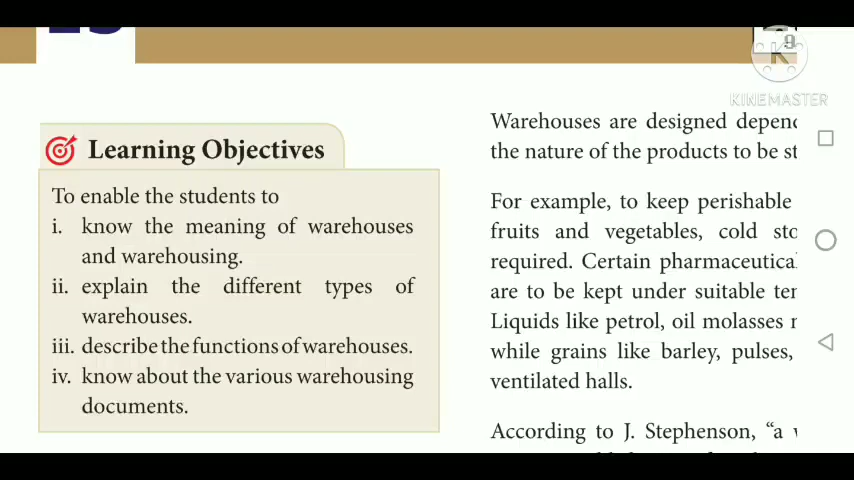 KINEMASTER
Learning Objectives
To enable the students to
i. know the meaning of warehouses
and warehousing.
ii. explain the different types of
warehouses.
iii. describe the functions of warehouses.
iv. know about the various warehousing
documents.
Warehouses are designed depend
the nature of the products to be st
For example, to keep perishable
fruits and vegetables, cold sto
required. Certain pharmaceutical
are to be kept under suitable ten
Liquids like petrol, oil molasses
while grains like barley, pulses,
ventilated halls.
According to J. Stephenson, “a